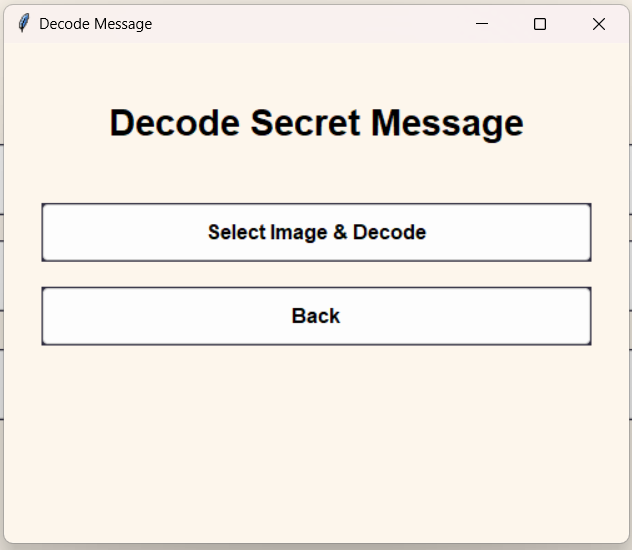 Decode Message
Decode Secret Message
Select Image & Decode
Back